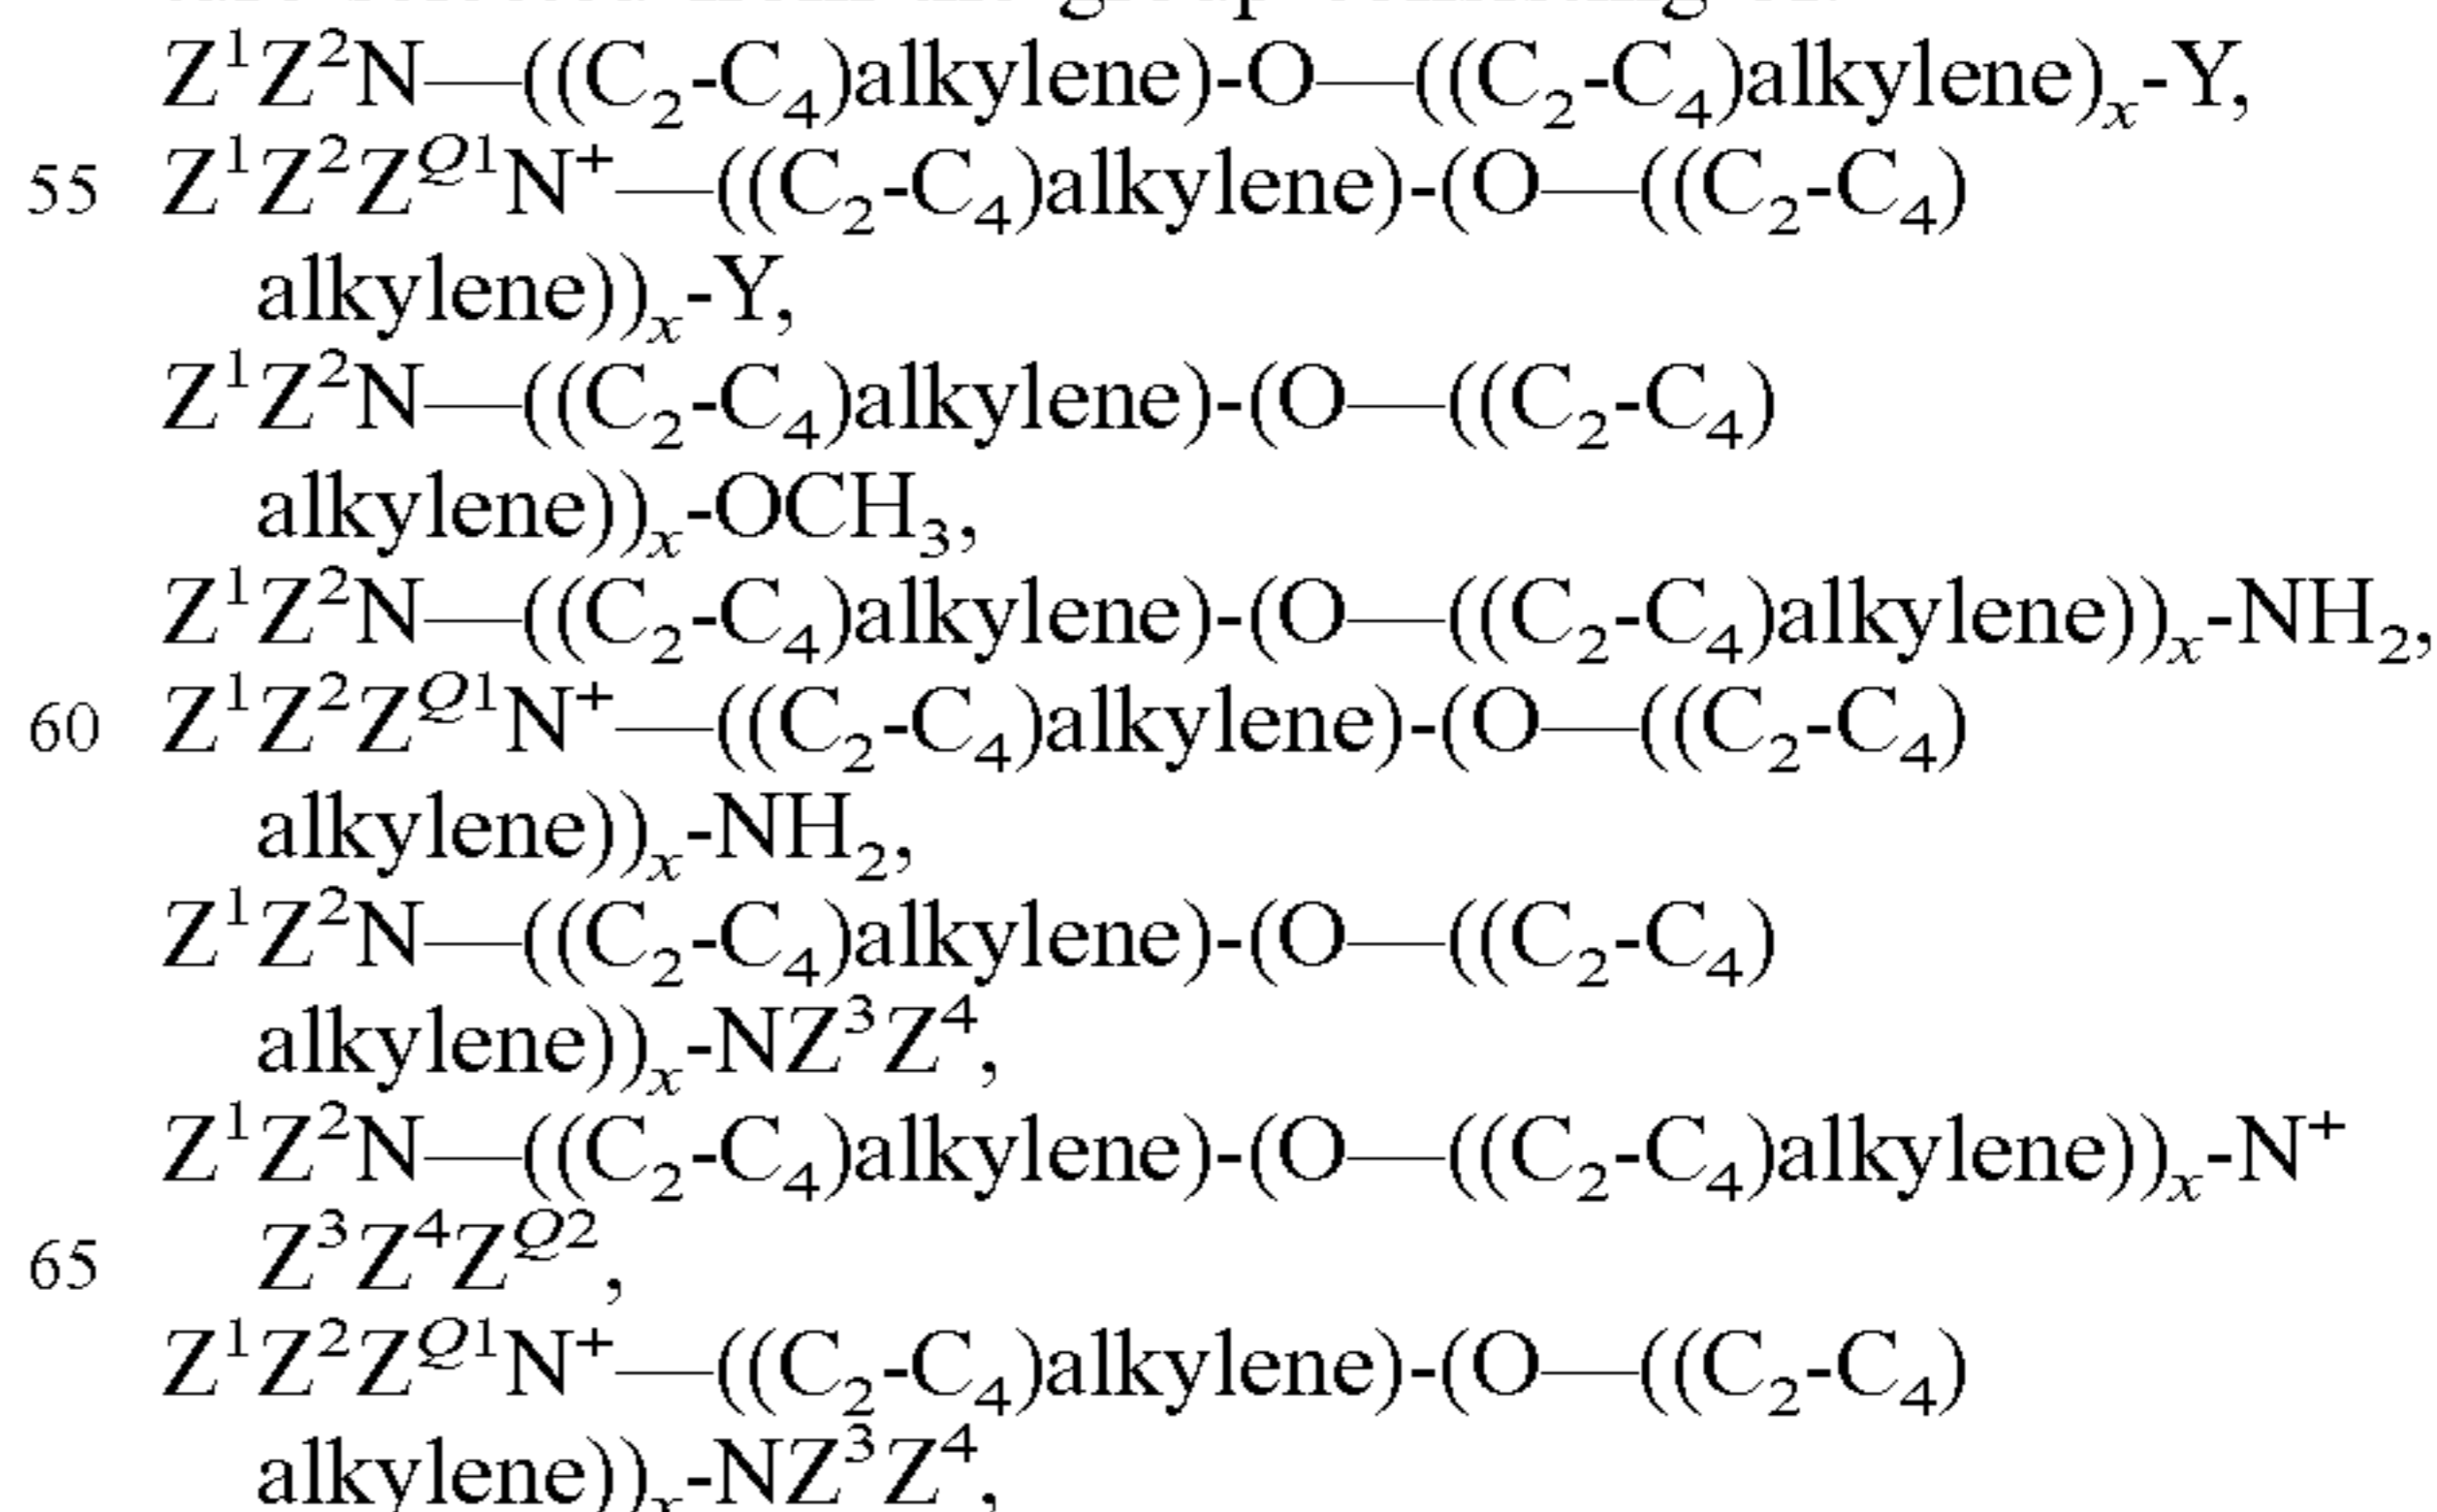 Z¹Z²N—((C₂-C₄)alkylene)-O—((C₂-C₄)alkylene)ₓ-Y,
55 Z¹Z²Z^Q1N⁺—((C₂-C₄)alkylene)-(O—((C₂-C₄)
alkylene))ₓ-Y,
Z¹Z²N—((C₂-C₄)alkylene)-(O—((C₂-C₄)
alkylene))ₓ-OCH₃,
Z¹Z²N—((C₂-C₄)alkylene)-(O—((C₂-C₄)alkylene))ₓ-NH₂,
60 Z¹Z²Z^Q1N⁺—((C₂-C₄)alkylene)-(O—((C₂-C₄)
alkylene))ₓ-NH₂,
Z¹Z²N—((C₂-C₄)alkylene)-(O—((C₂-C₄)
alkylene))ₓ-NZ³Z⁴,
Z¹Z²N—((C₂-C₄)alkylene)-(O—((C₂-C₄)alkylene))ₓ-N⁺
65 Z³Z⁴Z^Q2,
Z¹Z²Z^Q1N⁺—((C₂-C₄)alkylene)-(O—((C₂-C₄)
alkylene))ₓ-NZ³Z⁴,